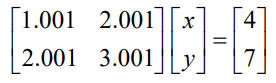 [1.001 2.001] [x] = [4]
[2.001 3.001] [y] = [7]